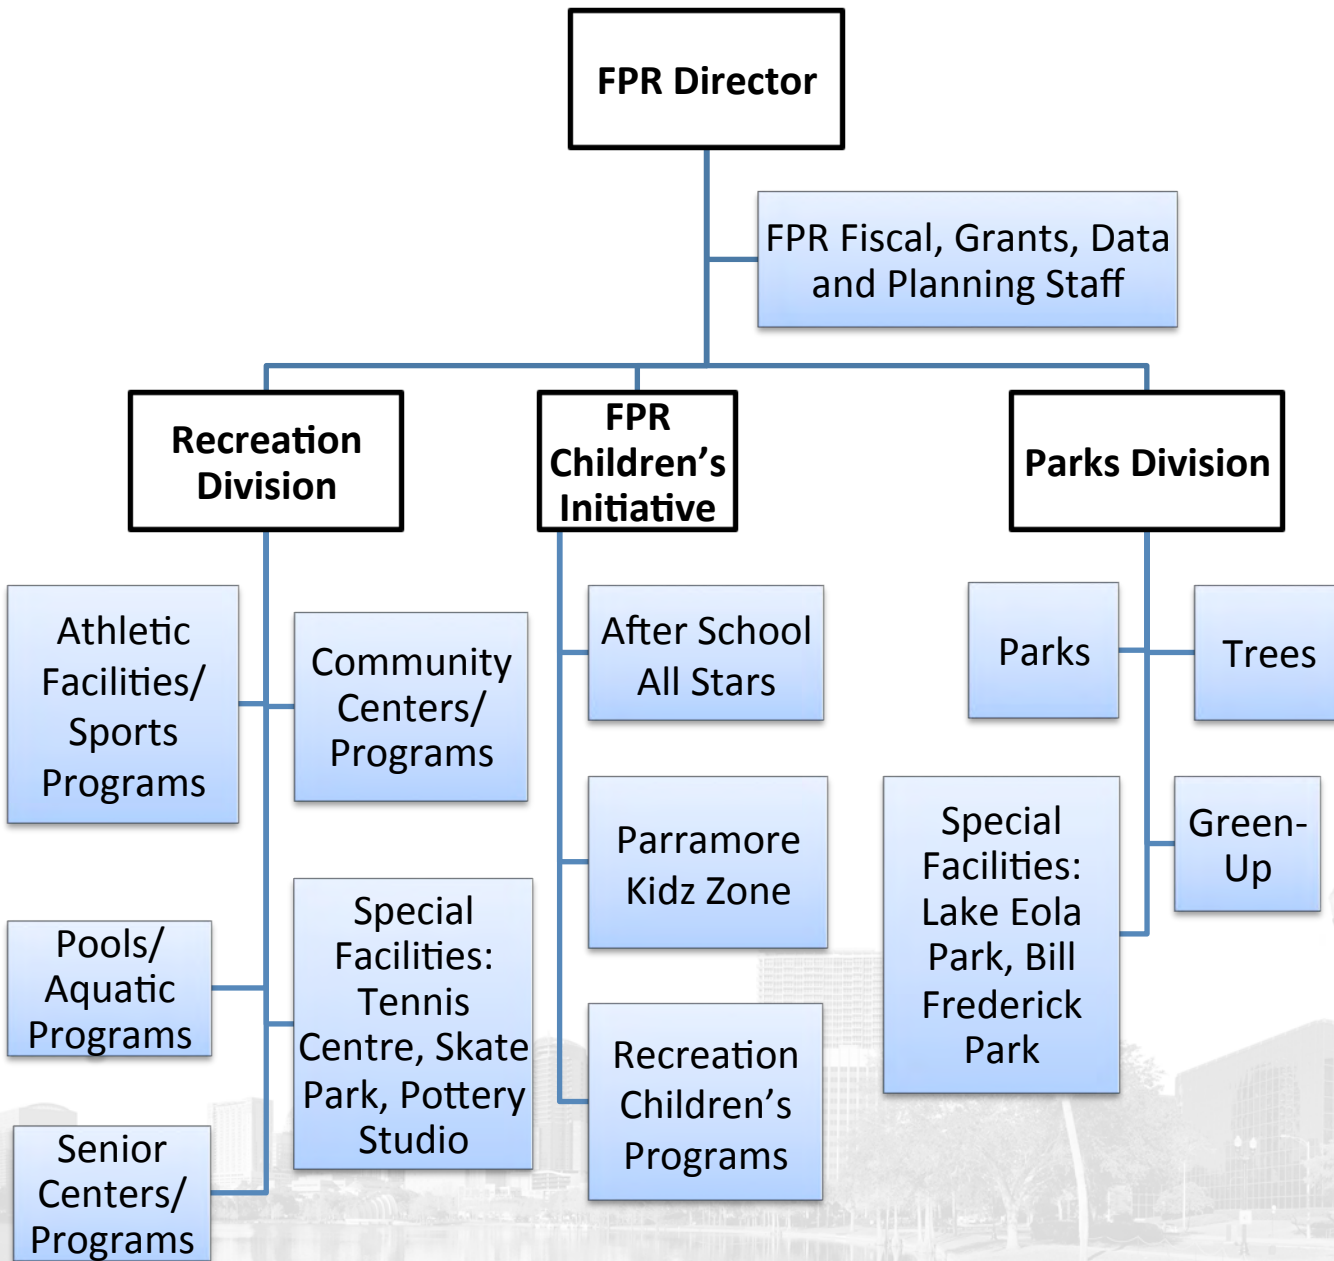 FPR Director
FPR Fiscal, Grants, Data
and Planning Staff
Recreation
Division
FPR
Children’s
Initiative
Parks Division
Athletic
Facilities/
Sports
Programs
Community
Centers/
Programs
Pools/
Aquatic
Programs
Special
Facilities:
Tennis
Centre, Skate
Park, Pottery
Studio
Senior
Centers/
Programs
After School
All Stars
Parramore
Kidz Zone
Recreation
Children’s
Programs
Parks
Trees
Special
Facilities:
Lake Eola
Park, Bill
Frederick
Park
Green-
Up